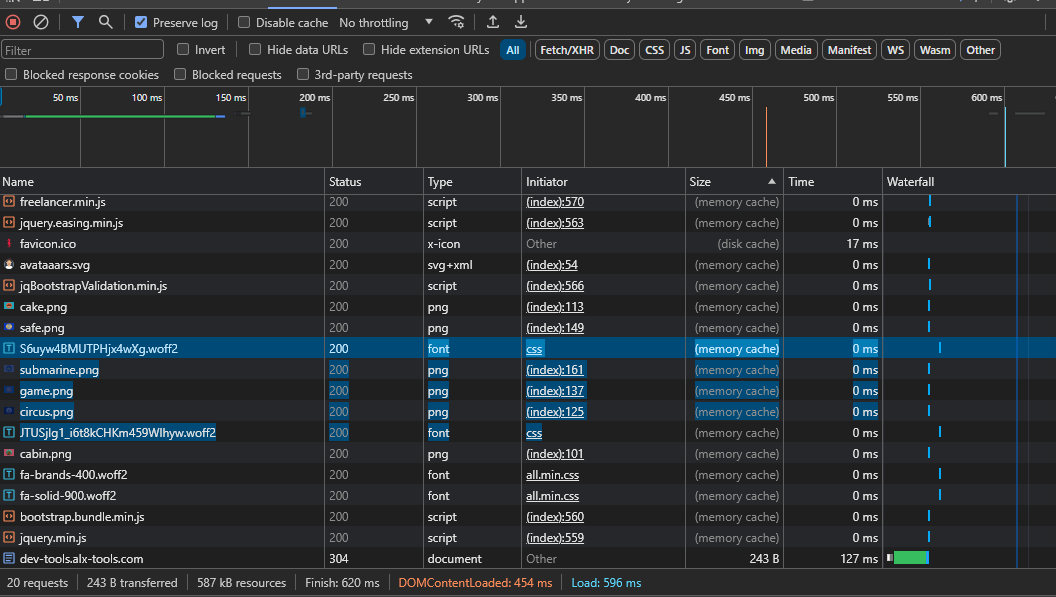 Preserve log Disable cache No throttling
Filter Invert Hide data URLs Hide extension URLs All Fetch/XHR Doc CSS JS Font Img Media Manifest WS Wasm Other
Blocked response cookies Blocked requests 3rd-party requests
50 ms 100 ms 150 ms 200 ms 250 ms 300 ms 350 ms 400 ms 450 ms 500 ms 550 ms 600 ms
Name Status Type Initiator Size Time Waterfall
freelancer.min.js 200 script (index):570 (memory cache) 0 ms
jquery.easing.min.js 200 script (index):563 (memory cache) 0 ms
favicon.ico 200 x-icon Other (disk cache) 17 ms
avataaars.svg 200 svg+xml (index):54 (memory cache) 0 ms
jqBootstrapValidation.min.js 200 script (index):566 (memory cache) 0 ms
cake.png 200 png (index):113 (memory cache) 0 ms
safe.png 200 png (index):149 (memory cache) 0 ms
S6uyw4BMUTPHjx4wXg.woff2 200 font css (memory cache) 0 ms
submarine.png 200 png (index):161 (memory cache) 0 ms
game.png 200 png (index):137 (memory cache) 0 ms
circus.png 200 png (index):125 (memory cache) 0 ms
JTUSjIg1_i6t8kCHKm459Wlhyw.woff2 200 font css (memory cache) 0 ms
cabin.png 200 png (index):101 (memory cache) 0 ms
fa-brands-400.woff2 200 font all.min.css (memory cache) 0 ms
fa-solid-900.woff2 200 font all.min.css (memory cache) 0 ms
bootstrap.bundle.min.js 200 script (index):560 (memory cache) 0 ms
jquery.min.js 200 script (index):559 (memory cache) 0 ms
dev-tools.alx-tools.com 304 document Other 243 B 127 ms
20 requests 243 B transferred 587 kB resources Finish: 620 ms DOMContentLoaded: 454 ms Load: 596 ms